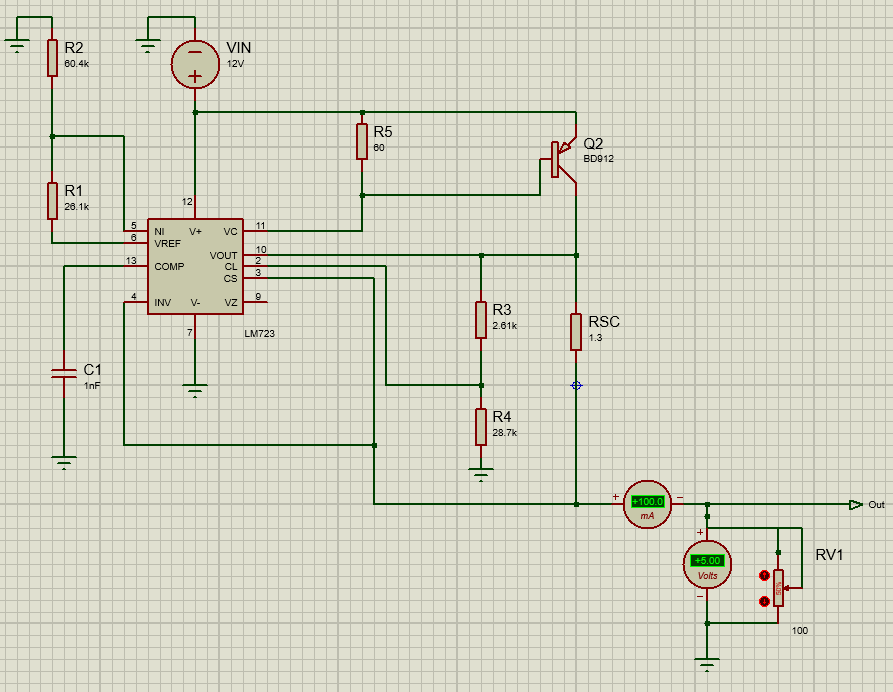 R2
60.4k
VIN
12V
R5
60
Q2
BD912
R1
26.1k
12
5
NI
V+
VC
11
6
VREF
VOUT
10
13
COMP
CL
2
CS
3
4
INV
V-
VZ
9
7
LM723
R3
2.61k
RSC
1.3
C1
1nF
R4
28.7k
+
+100.0
mA
−
Out
+
+5.00
Volts
−
RV1
50%
100